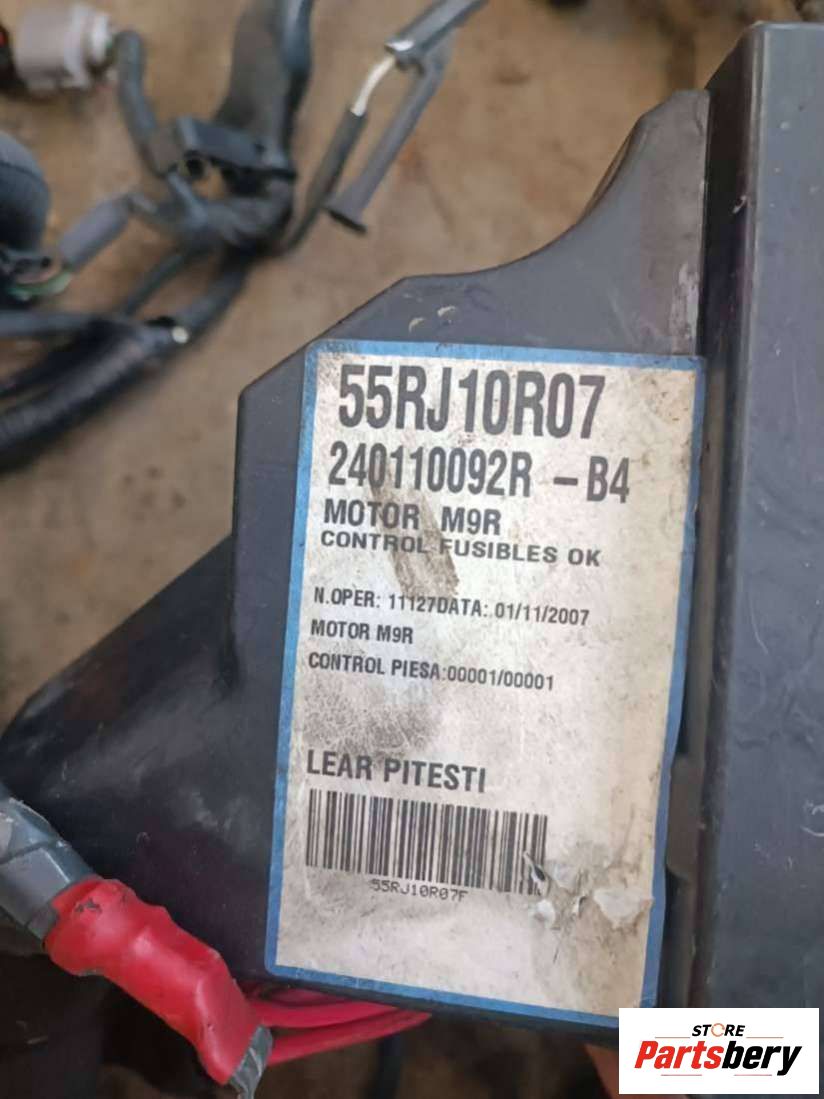 55RJ10R07
240110092R - B4
MOTOR M9R
CONTROL FUSIBLES OK
N.OPER: 11127DATA: 01/11/2007
MOTOR M9R
CONTROL PIESA:00001/00001
LEAR PITESTI
55RJ10R07F
STORE
Partsbery